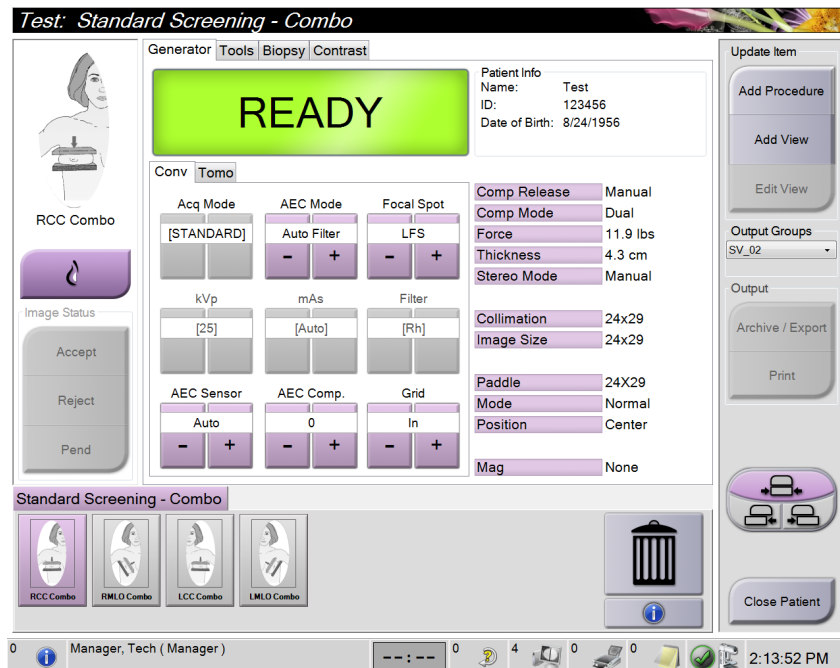 Test: Standard Screening - Combo
Generator Tools Biopsy Contrast
READY
Patient Info
Name: Test
ID: 123456
Date of Birth: 8/24/1956
Conv Tomo
Acq Mode AEC Mode Focal Spot
[STANDARD] Auto Filter LFS
- + - +
kVp mAs Filter
[25] [Auto] [Rh]
AEC Sensor AEC Comp. Grid
Auto 0 In
- + - + - +
Comp Release Manual
Comp Mode Dual
Force 11.9 lbs
Thickness 4.3 cm
Stereo Mode Manual
Collimation 24x29
Image Size 24x29
Paddle 24X29
Mode Normal
Position Center
Mag None
RCC Combo
Image Status
Accept
Reject
Pend
Update Item
Add Procedure
Add View
Edit View
Output Groups
SV_02
Output
Archive / Export
Print
Standard Screening - Combo
RCC Combo RMLO Combo LCC Combo LMLO Combo
i
Close Patient
0 i Manager, Tech ( Manager ) --:-- 0 ? 4 0 0 2:13:52 PM